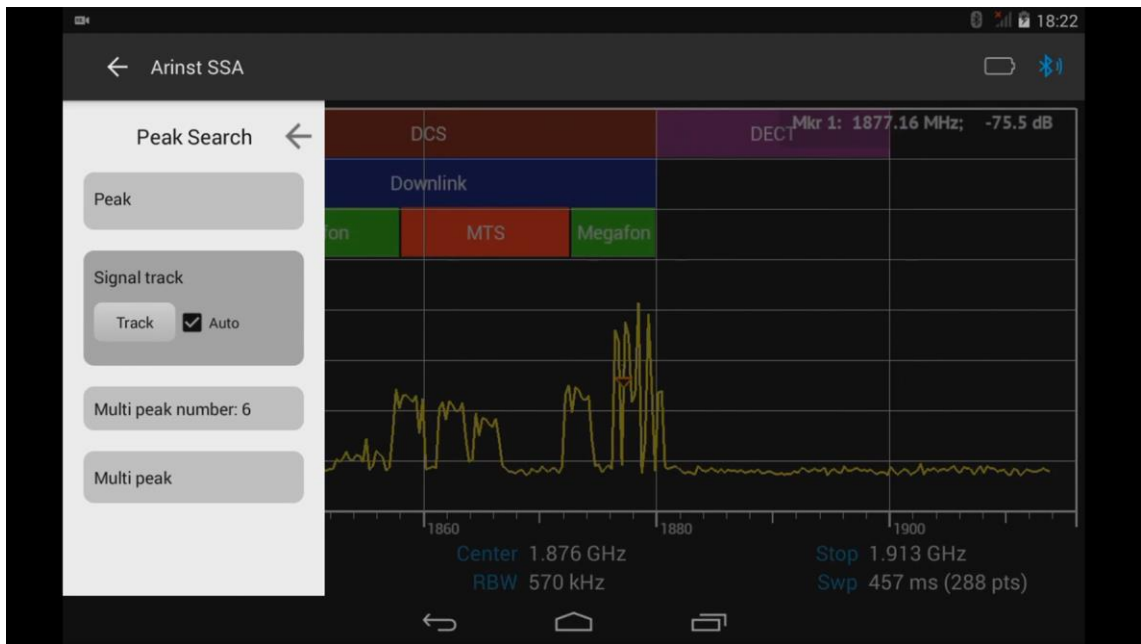 18:22
Arinst SSA
Peak Search
Peak
Signal track
Track Auto
Multi peak number: 6
Multi peak
DCS DECT Mkr 1: 1877.16 MHz; -75.5 dB
Downlink
fon MTS Megafon
1860 1880 1900
Center 1.876 GHz Stop 1.913 GHz
RBW 570 kHz Swp 457 ms (288 pts)